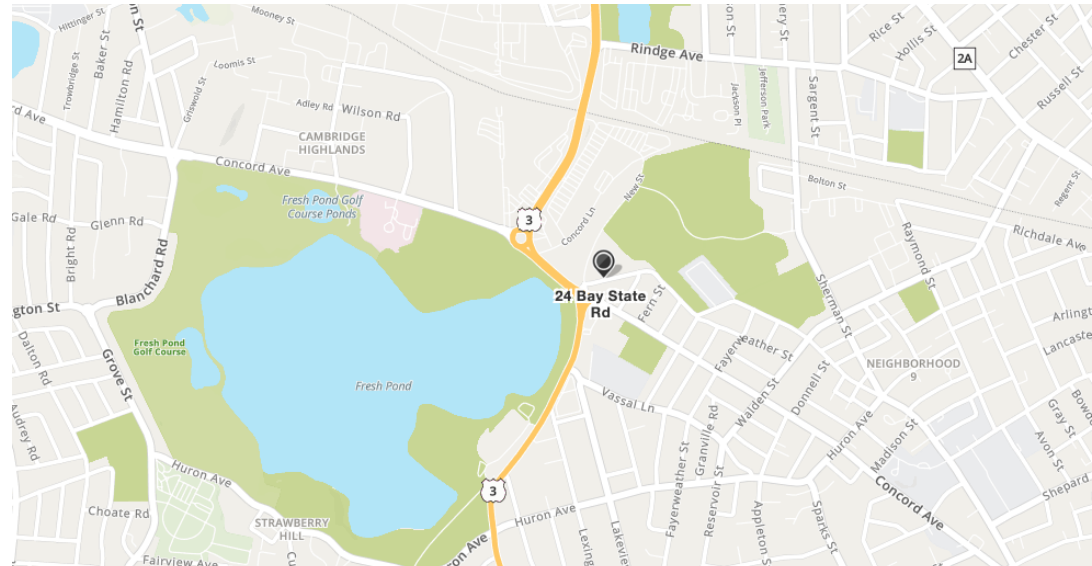 Hittinger St
Mooney St
Baker St
Trowbridge St
Hamilton Rd
Griswold St
Loomis St
Adley Rd
Wilson Rd
CAMBRIDGE
HIGHLANDS
Concord Ave
Rindge Ave
Jackson Pl
Jefferson Park
Sargent St
Rice St
Hollis St
2A
Chester St
Russell St
Bolton St
Regent St
Richdale Ave
Raymond St
Sherman St
New St
Concord Ln
3
Fresh Pond Golf
Course Ponds
Gale Rd
Glenn Rd
Bright Rd
Blanchard Rd
Dalton Rd
Audrey Rd
Grove St
Fresh Pond
Golf Course
Fresh Pond
24 Bay State
Rd
Fern St
Fayerweather St
Vassal Ln
Walden St
Donnell St
NEIGHBORHOOD
9
Granville Rd
Reservoir St
Fayerweather St
Huron Ave
Madison St
Concord Ave
Gray St
Avon St
Shepard
Appleton St
Sparks St
Huron Ave
Choate Rd
STRAWBERRY
HILL
Fairview Ave
3
Huron Ave